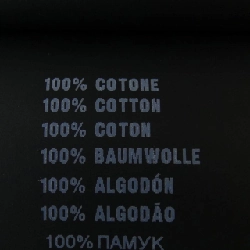 100% COTONE
100% COTTON
100% COTON
100% BAUMWOLLE
100% ALGODÓN
100% ALGODÃO
100% ПАМУК